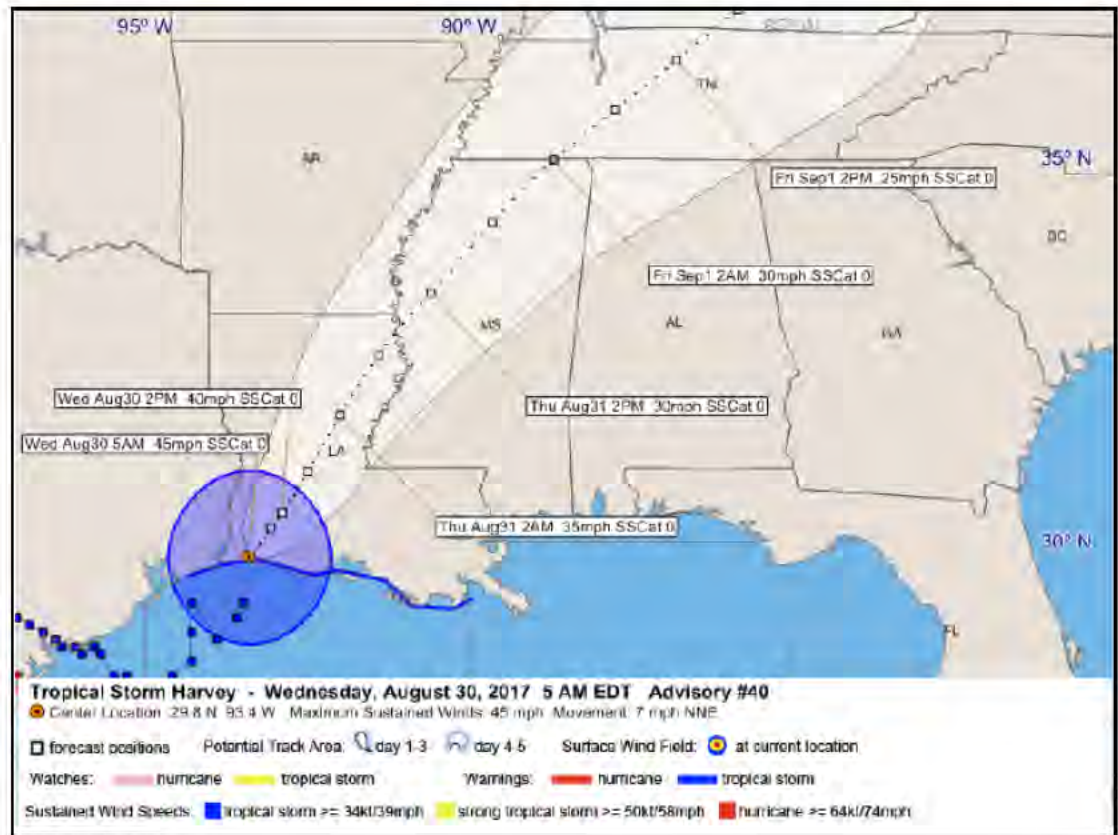 95° W
90° W
AR
TN
35° N
Fri Sep1 2PM 25mph SSCat 0
SC
Fri Sep1 2AM 30mph SSCat 0
MS
AL
GA
Wed Aug30 2PM 40mph SSCat 0
Thu Aug31 2PM 30mph SSCat 0
Wed Aug30 5AM 45mph SSCat 0
LA
Thu Aug31 2AM 35mph SSCat 0
30° N
FL
Tropical Storm Harvey - Wednesday, August 30, 2017 5 AM EDT Advisory #40
Center Location 29.8 N 93.4 W Maximum Sustained Winds: 45 mph Movement: 7 mph NNE
forecast positions Potential Track Area: day 1-3 day 4-5 Surface Wind Field: at current location
Watches: hurricane tropical storm Warnings: hurricane tropical storm
Sustained Wind Speeds: tropical storm >= 34kt/39mph strong tropical storm >= 50kt/58mph hurricane >= 64kt/74mph